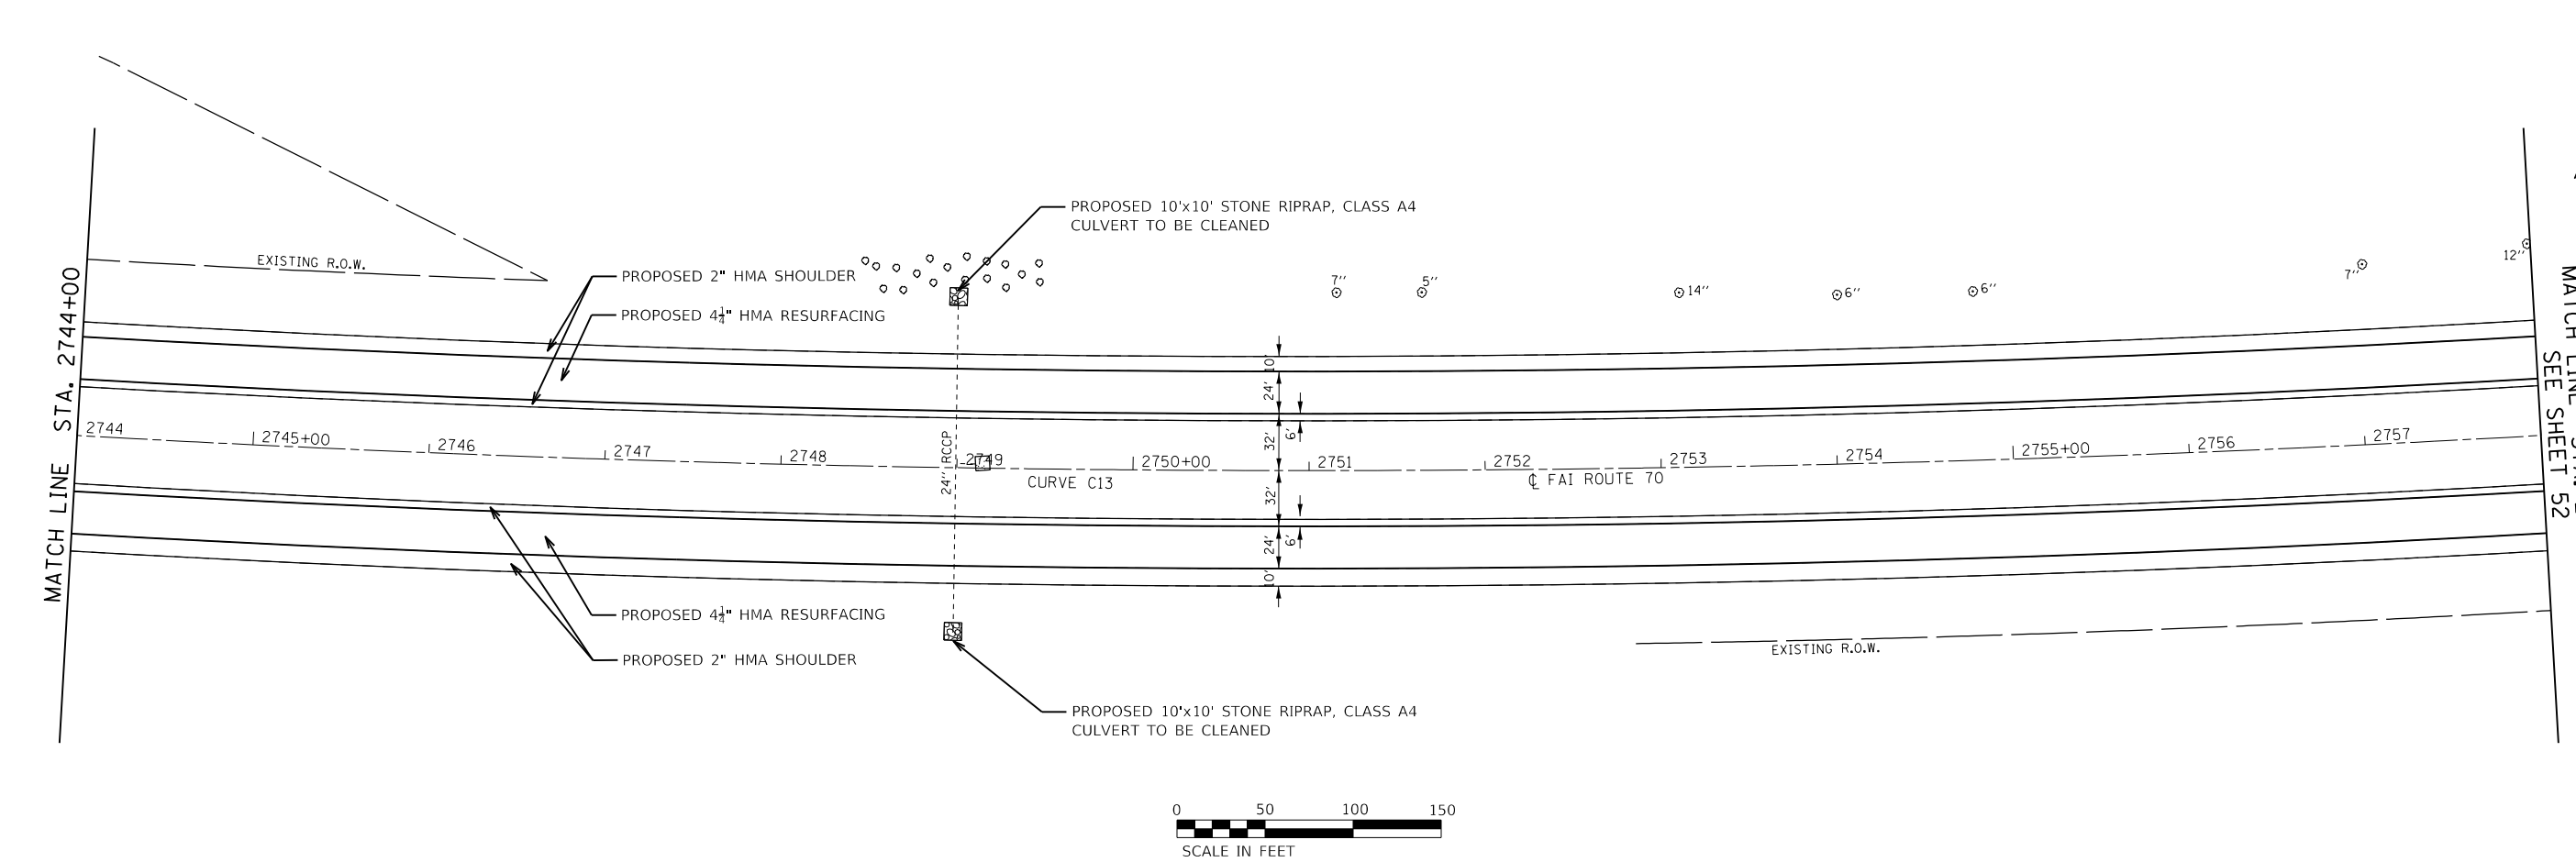 PROPOSED 10'x10' STONE RIPRAP, CLASS A4
CULVERT TO BE CLEANED
EXISTING R.O.W.
PROPOSED 2" HMA SHOULDER
PROPOSED 4¼" HMA RESURFACING
7''
5''
14''
6''
6''
7''
12''
MATCH LINE STA. 2744+00
10'
24'
32'
6'
32'
24'
6'
10'
2744
2745+00
2746
2747
2748
2749
2750+00
2751
2752
2753
2754
2755+00
2756
2757
24'' RCCP
CURVE C13
℄ FAI ROUTE 70
MATCH LINE
SEE SHEET 52
PROPOSED 4¼" HMA RESURFACING
PROPOSED 2" HMA SHOULDER
EXISTING R.O.W.
PROPOSED 10'x10' STONE RIPRAP, CLASS A4
CULVERT TO BE CLEANED
0 50 100 150
SCALE IN FEET